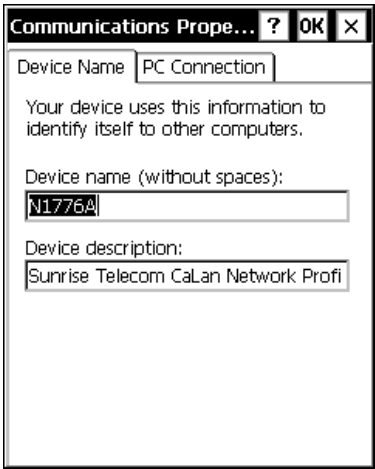 Communications Prope... ? OK ×
Device Name PC Connection
Your device uses this information to
identify itself to other computers.
Device name (without spaces):
N1776A
Device description:
Sunrise Telecom CaLan Network Profi